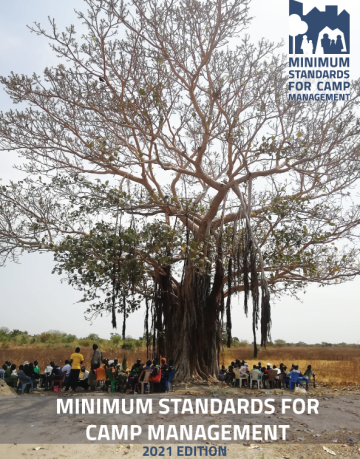 MINIMUM
STANDARDS
FOR CAMP
MANAGEMENT
MINIMUM STANDARDS FOR
CAMP MANAGEMENT
2021 EDITION